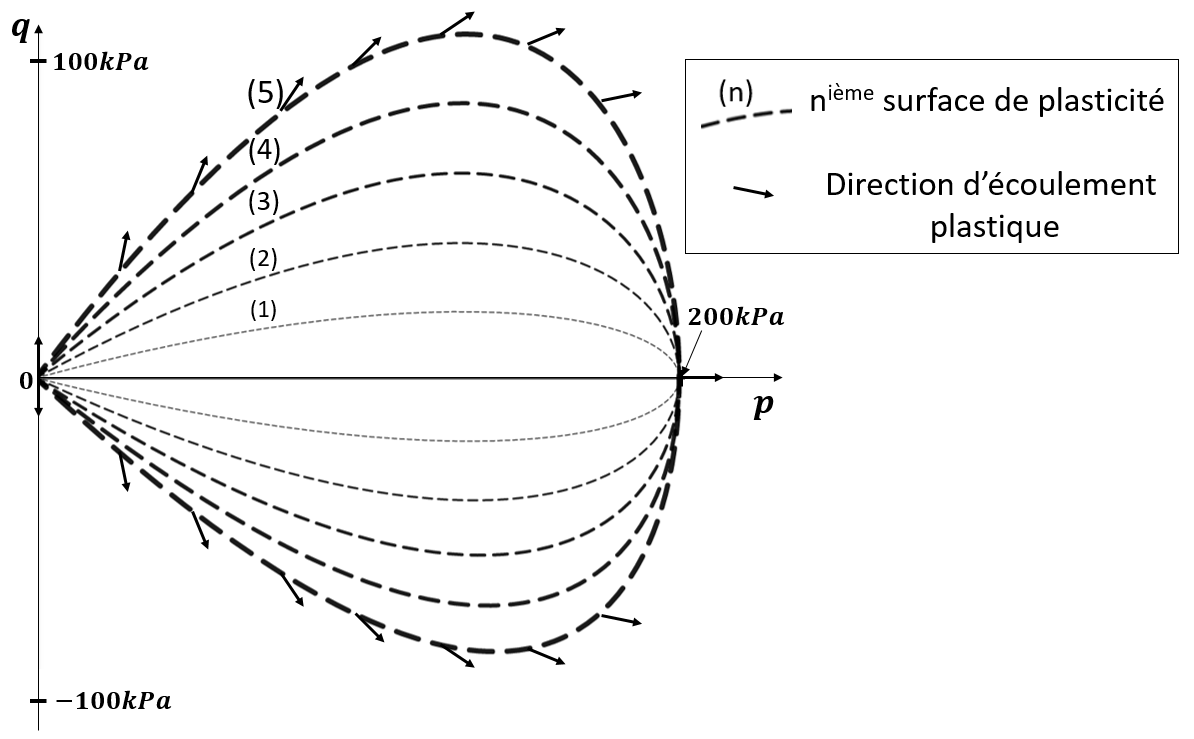 q
100kPa
(5)
(4)
(3)
(2)
(1)
0
200kPa
p
−100kPa
(n)
nième surface de plasticité
Direction d’écoulement
plastique